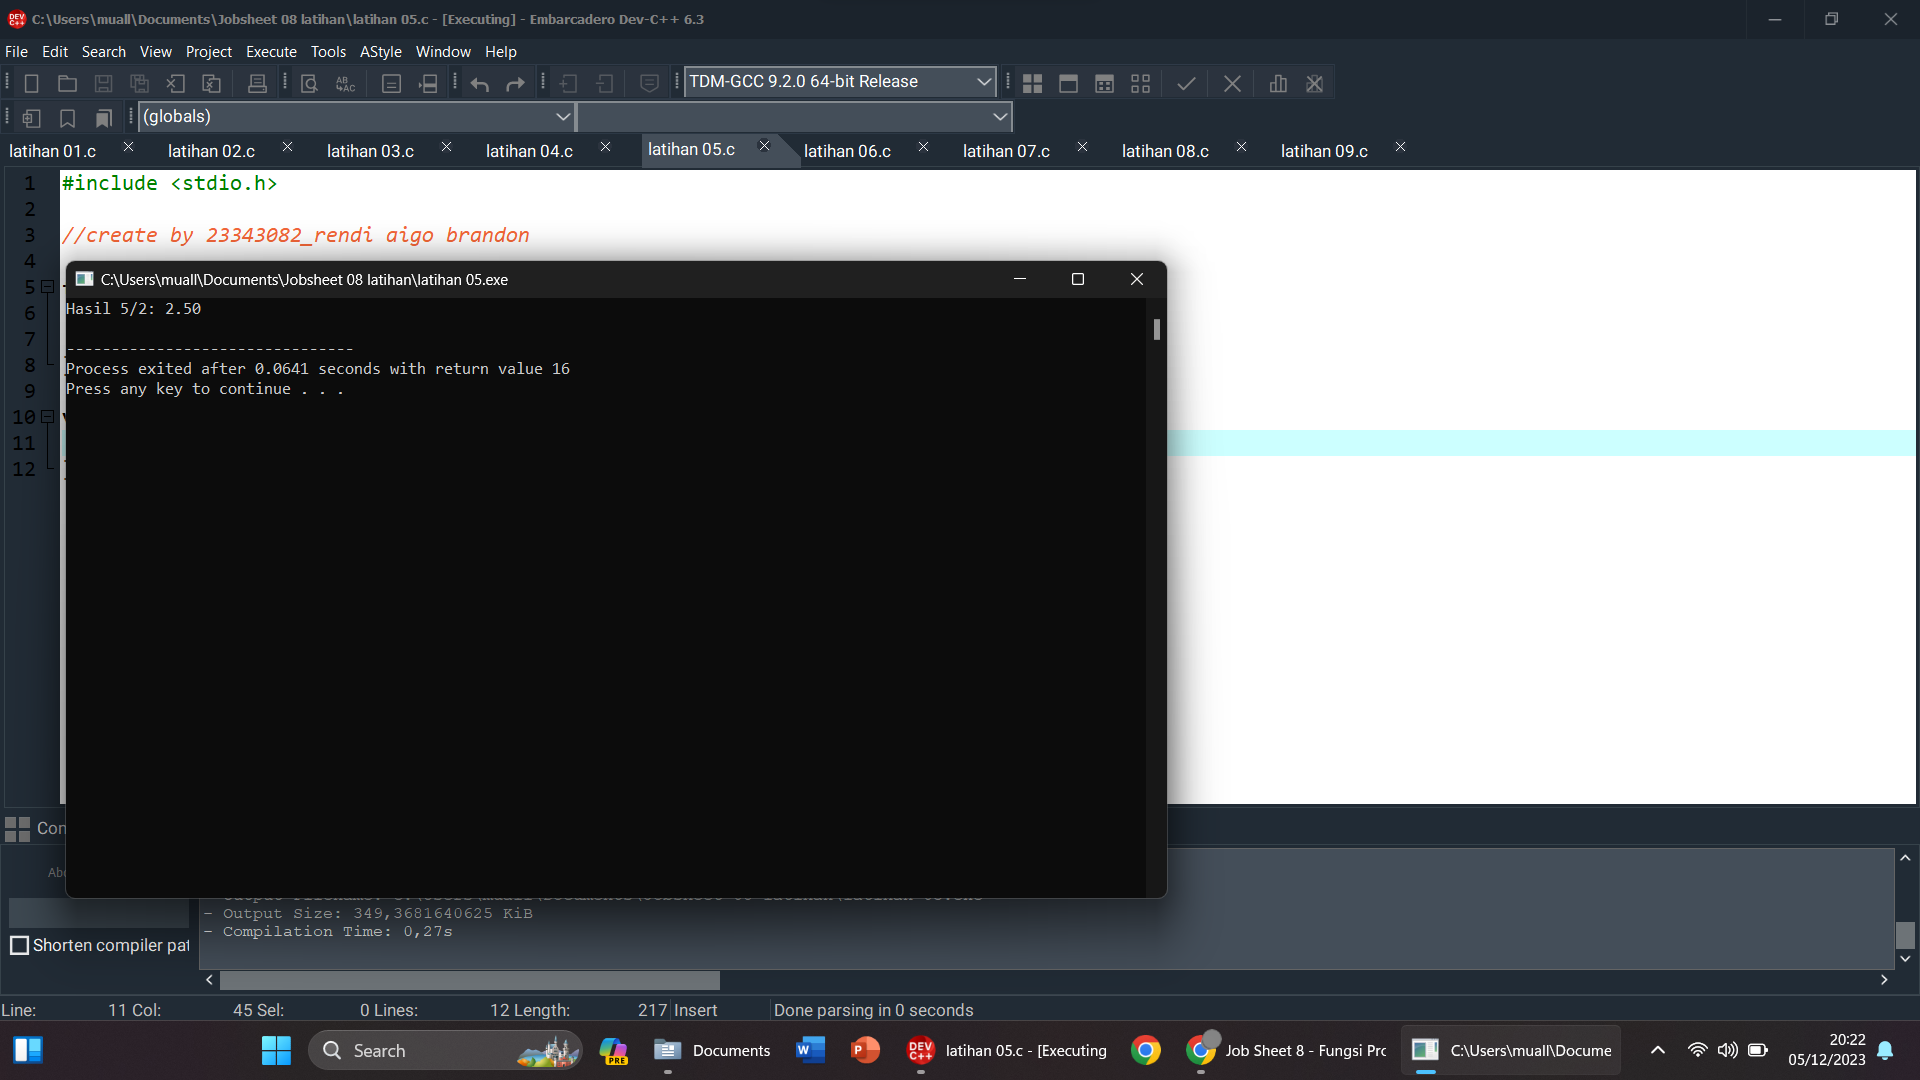 C:\Users\muall\Documents\Jobsheet 08 latihan\latihan 05.c - [Executing] - Embarcadero Dev-C++ 6.3
File Edit Search View Project Execute Tools AStyle Window Help
TDM-GCC 9.2.0 64-bit Release
(globals)
latihan 01.c latihan 02.c latihan 03.c latihan 04.c latihan 05.c latihan 06.c latihan 07.c latihan 08.c latihan 09.c
1 #include <stdio.h>
2
3 //create by 23343082_rendi aigo brandon
4
5
6
7
8
9
10
11
12
C:\Users\muall\Documents\Jobsheet 08 latihan\latihan 05.exe
Hasil 5/2: 2.50
--------------------------------
Process exited after 0.0641 seconds with return value 16
Press any key to continue . . .
- Output Size: 349,3681640625 KiB
- Compilation Time: 0,27s
Shorten compiler pat
Line: 11 Col: 45 Sel: 0 Lines: 12 Length: 217 Insert Done parsing in 0 seconds
Search
PRE
Documents
latihan 05.c - [Executing
Job Sheet 8 - Fungsi Prc
C:\Users\muall\Docume
20:22
05/12/2023